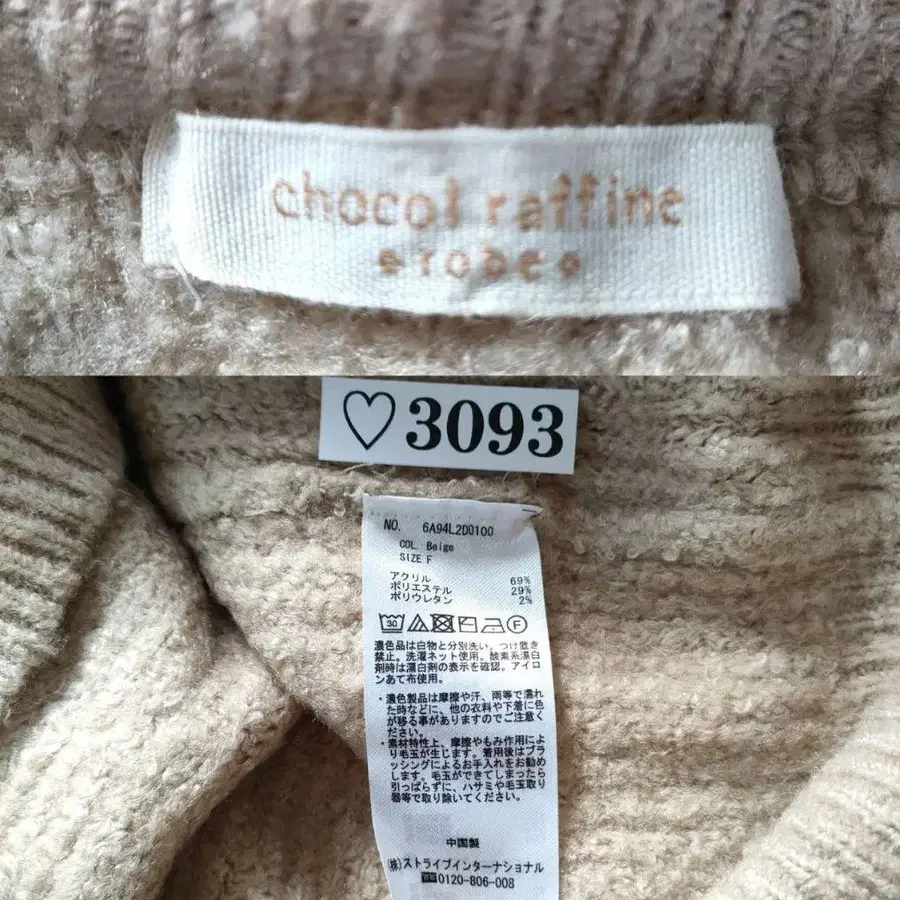 chocol raffine
robe
♡3093
NO. 6A94L2D0100
COL. Beige
SIZE F
アクリル 69%
ポリエステル 29%
ポリウレタン 2%
30
F
濃色品は白物と分別洗い。つけ置き
禁止。洗濯ネット使用。酸素系漂白
剤時は漂白剤の表示を確認。アイロ
ンあて布使用。
・濃色製品は摩擦や汗、雨等で濡れ
た時などに、他の衣料や下着に色
が移る事がありますのでご注意く
ださい。
・素材特性上、摩擦やもみ作用によ
り毛玉が生じます。着用後はブラ
ッシングによるお手入れをお勧め
します。毛玉ができてしまったら
引っぱらずに、ハサミや毛玉取り
器等で取り除いてください。
中国製
(株)ストライプインターナショナル
☎0120-806-008